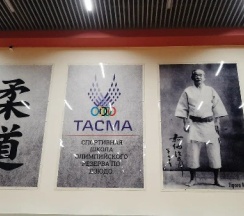 柔道
ТАСМА
СПОРТИВНАЯ
ШКОЛА
ОЛИМПИЙСКОГО
РЕЗЕРВА ПО
ДЗЮДО